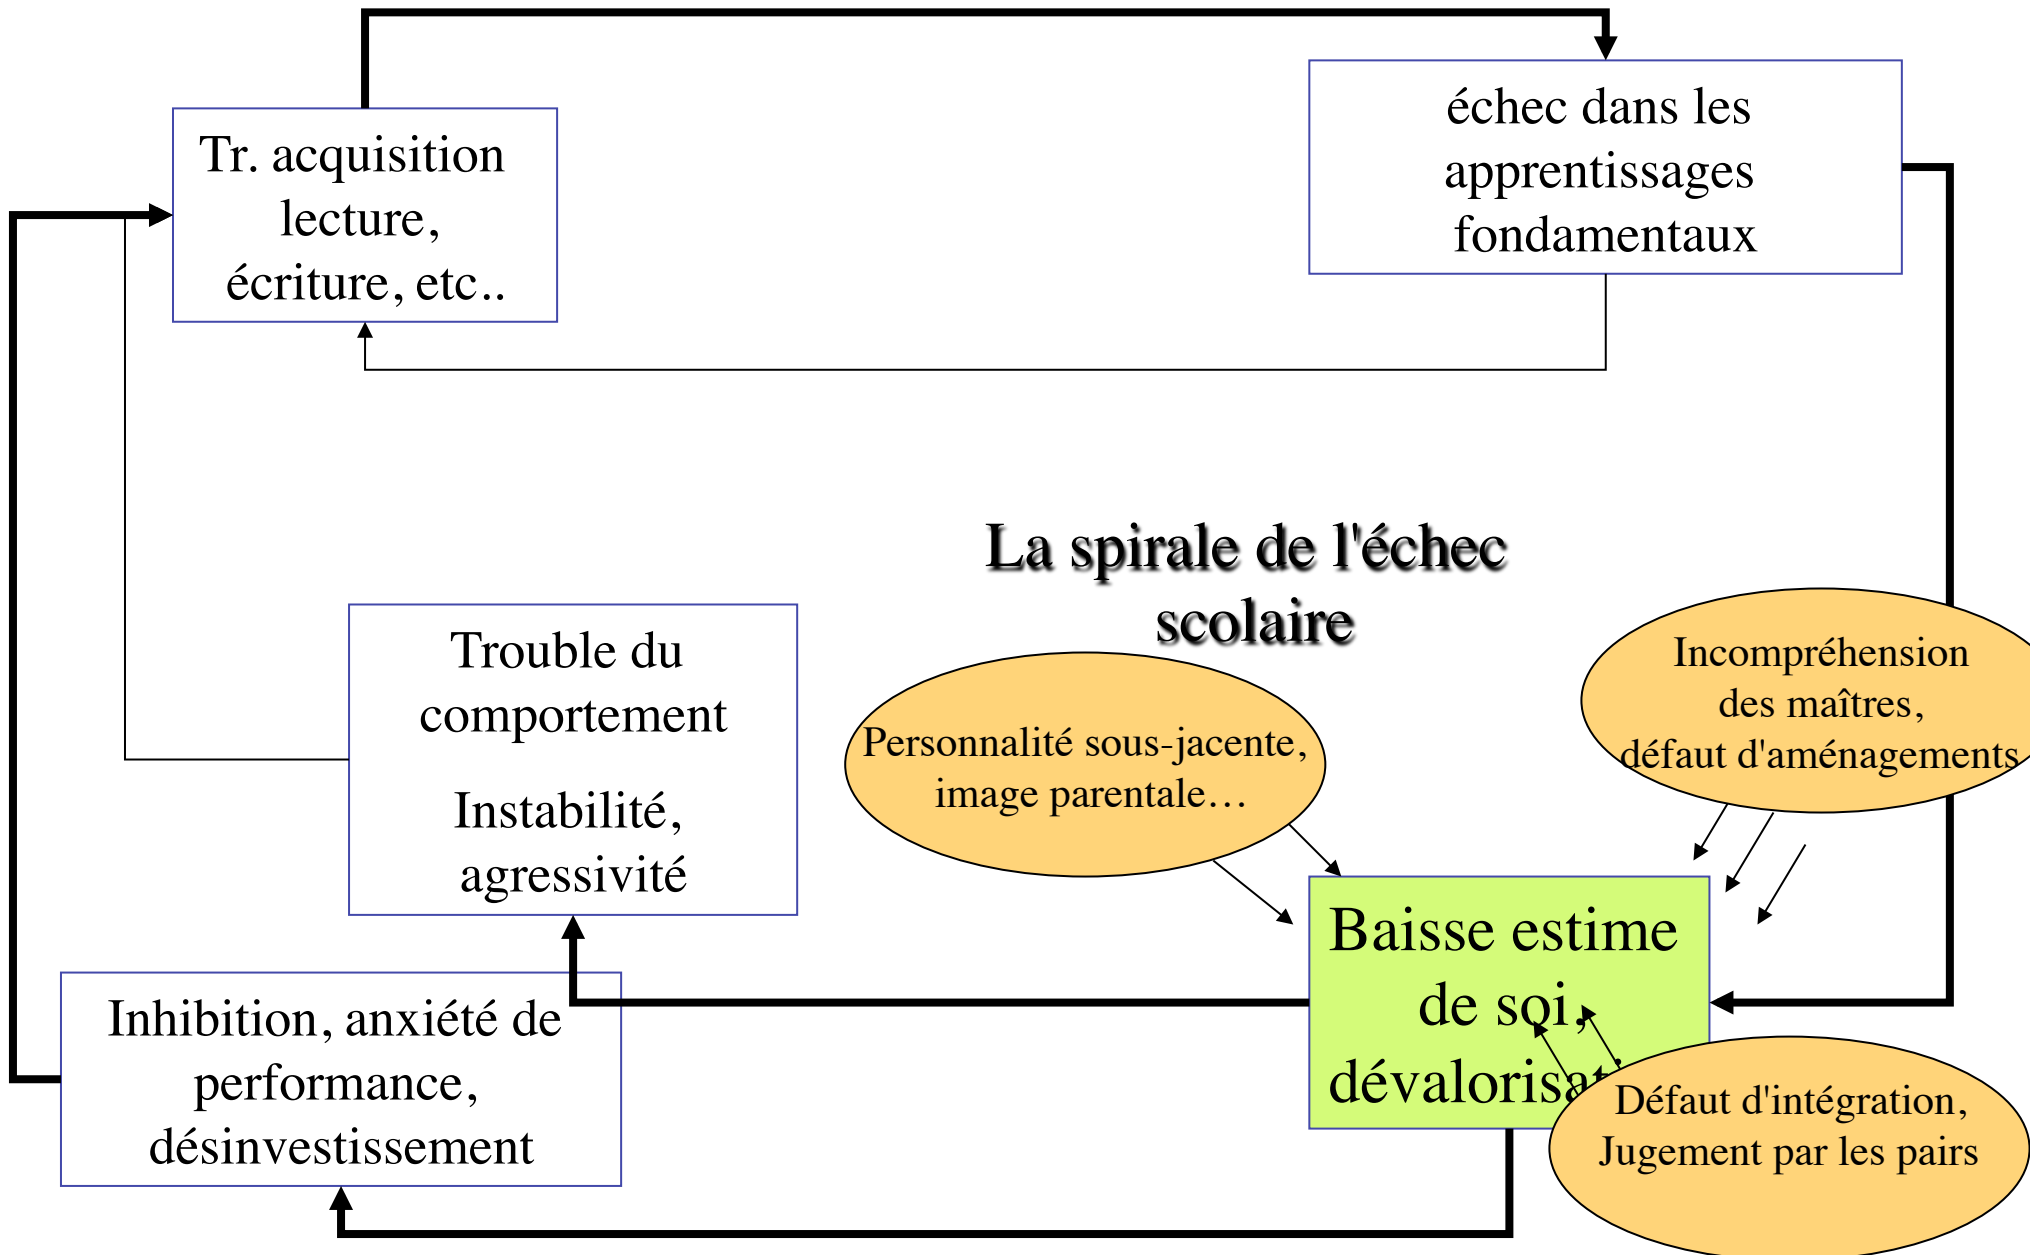 Tr. acquisition
lecture,
écriture, etc..
échec dans les
apprentissages
fondamentaux
La spirale de l'échec
scolaire
Trouble du
comportement
Instabilité,
agressivité
Personnalité sous-jacente,
image parentale…
Incompréhension
des maîtres,
défaut d'aménagements
Baisse estime
de soi,
Inhibition, anxiété de
performance,
désinvestissement
Défaut d'intégration,
Jugement par les pairs